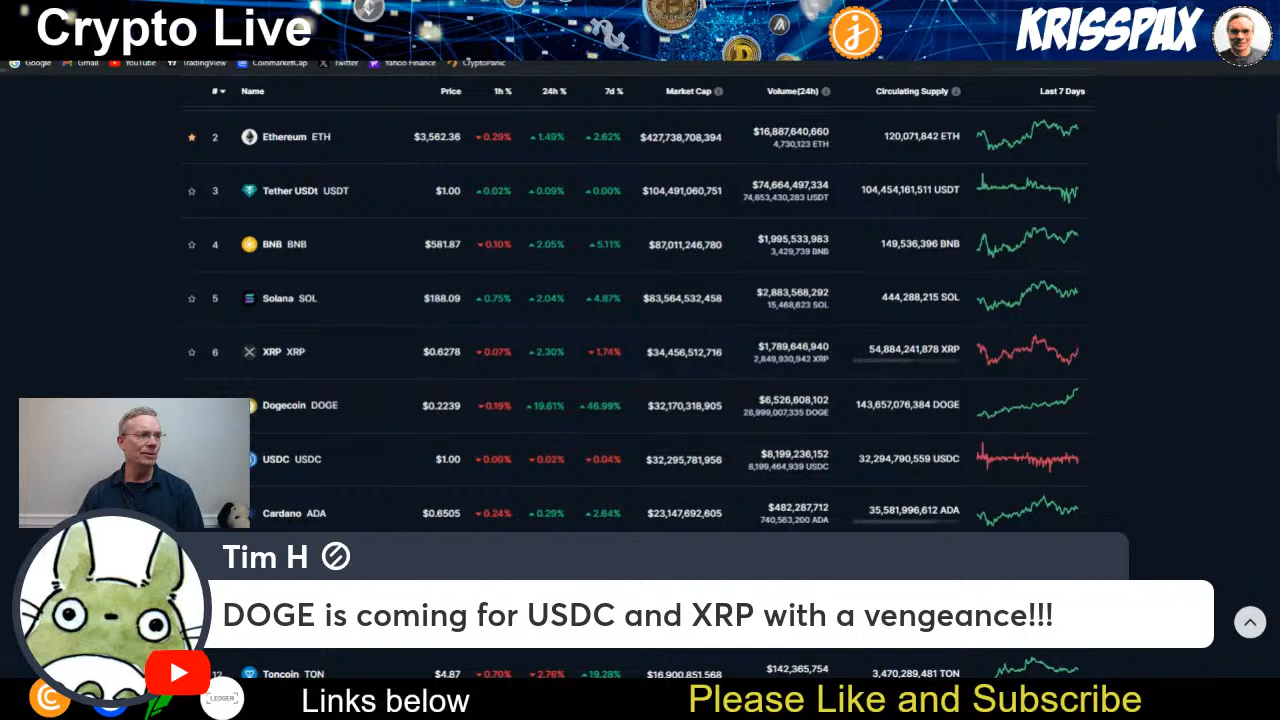 Crypto Live
KRISSPAX
Google Gmail YouTube TradingView CoinmarketCap Twitter Yahoo Finance CryptoPanic
# Name Price 1h % 24h % 7d % Market Cap Volume(24h) Circulating Supply Last 7 Days
2 Ethereum ETH $3,562.36 0.29% 1.49% 2.62% $427,738,708,394 $16,887,640,660 120,071,842 ETH
4,730,123 ETH
3 Tether USDt USDT $1.00 0.02% 0.09% 0.00% $104,491,060,751 $74,664,497,334 104,454,161,511 USDT
74,653,430,283 USDT
4 BNB BNB $581.87 0.10% 2.05% 5.11% $87,011,246,780 $1,995,533,983 149,536,396 BNB
3,429,739 BNB
5 Solana SOL $188.09 0.75% 2.04% 4.87% $83,564,532,458 $2,883,568,292 444,288,215 SOL
15,468,623 SOL
6 XRP XRP $0.6278 0.07% 2.30% 1.74% $34,456,512,716 $1,789,646,940 54,884,241,878 XRP
2,849,930,942 XRP
Dogecoin DOGE $0.2239 0.19% 19.61% 46.99% $32,170,318,905 $6,526,608,102 143,657,076,384 DOGE
28,999,007,335 DOGE
USDC USDC $1.00 0.00% 0.02% 0.04% $32,295,781,956 $8,199,236,152 32,294,790,559 USDC
8,199,464,939 USDC
Cardano ADA $0.6505 0.24% 0.29% 2.64% $23,147,692,605 $482,287,712 35,581,996,612 ADA
740,563,200 ADA
Tim H
DOGE is coming for USDC and XRP with a vengeance!!!
12 Toncoin TON $4.87 0.70% 2.76% 19.28% $16,900,851,568 $142,365,754 3,470,289,481 TON
LEDGER
Links below
Please Like and Subscribe